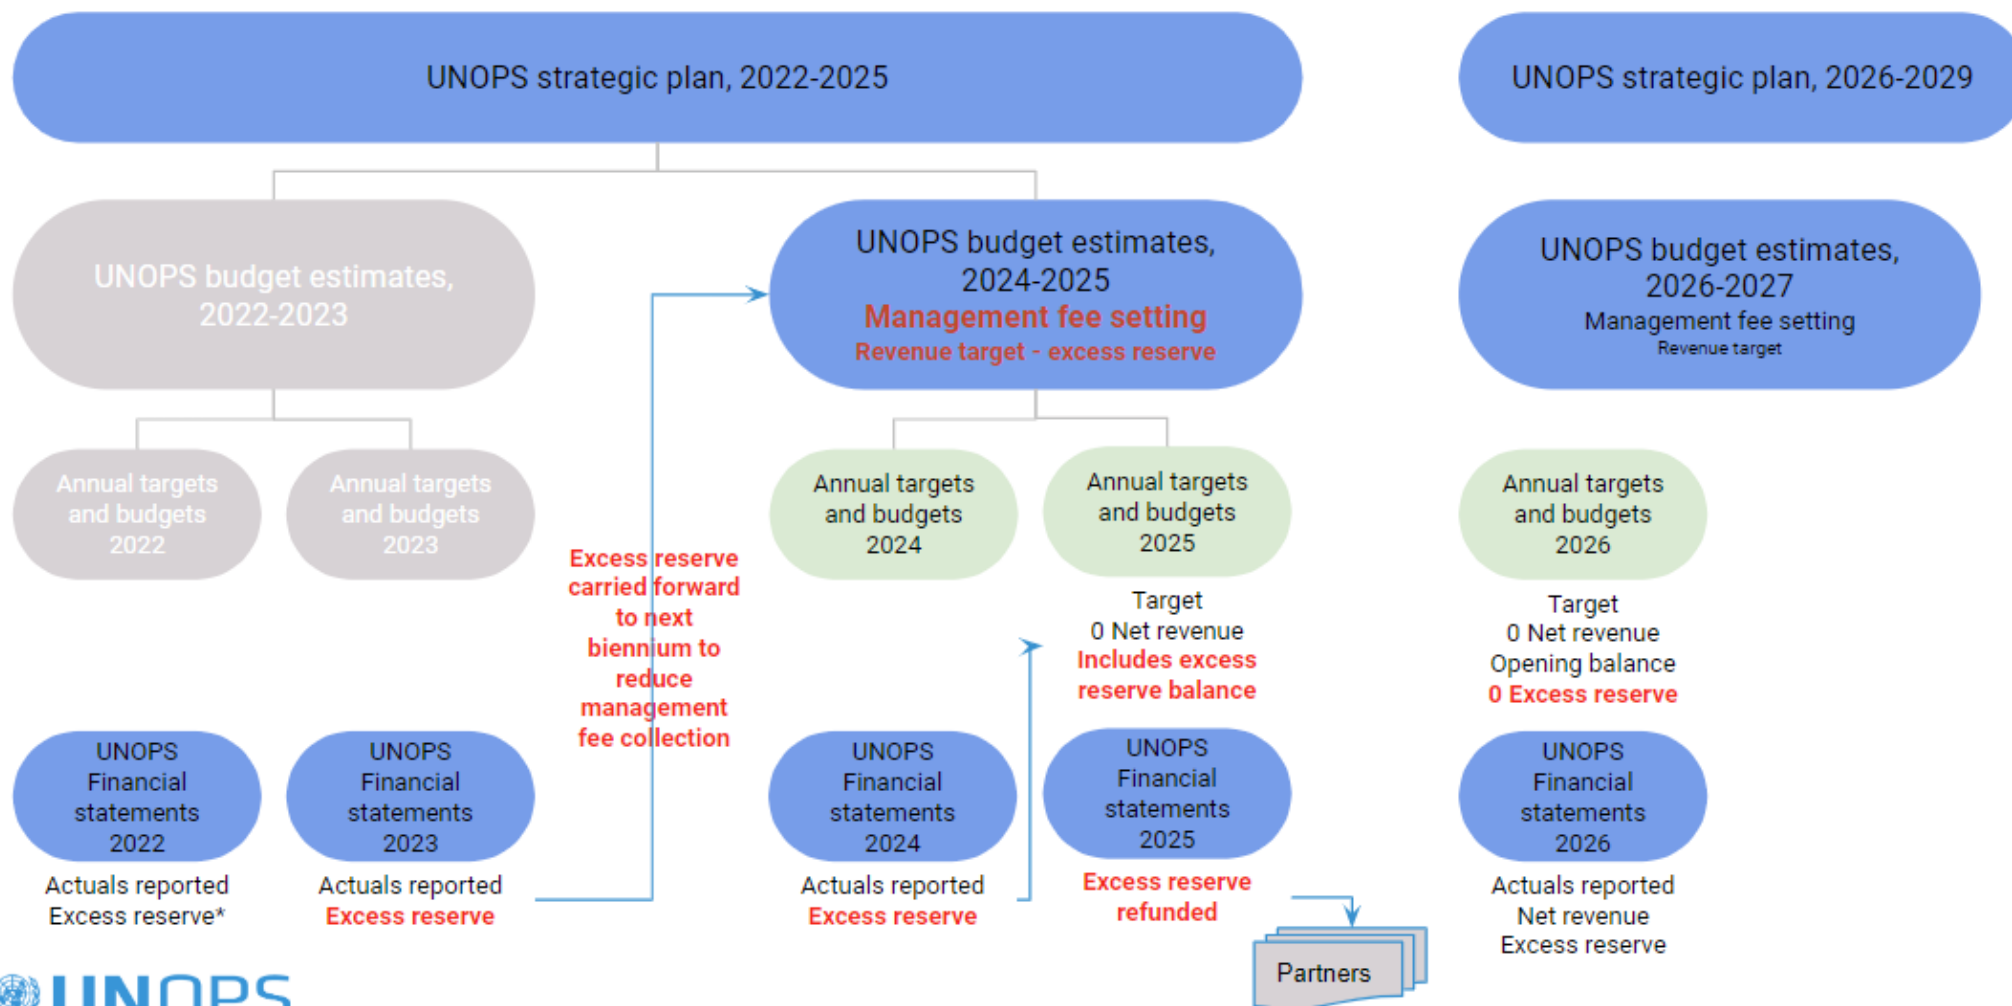 UNOPS strategic plan, 2022-2025
UNOPS strategic plan, 2026-2029
UNOPS budget estimates,
2022-2023
UNOPS budget estimates,
2024-2025
Management fee setting
Revenue target - excess reserve
UNOPS budget estimates,
2026-2027
Management fee setting
Revenue target
Annual targets
and budgets
2022
Annual targets
and budgets
2023
Excess reserve
carried forward
to next
biennium to
reduce
management
fee collection
Annual targets
and budgets
2024
Annual targets
and budgets
2025
Target
0 Net revenue
Includes excess
reserve balance
Annual targets
and budgets
2026
Target
0 Net revenue
Opening balance
0 Excess reserve
UNOPS
Financial
statements
2022
Actuals reported
Excess reserve*
UNOPS
Financial
statements
2023
Actuals reported
Excess reserve
UNOPS
Financial
statements
2024
Actuals reported
Excess reserve
UNOPS
Financial
statements
2025
Excess reserve
refunded
Partners
UNOPS
Financial
statements
2026
Actuals reported
Net revenue
Excess reserve
UNOPS